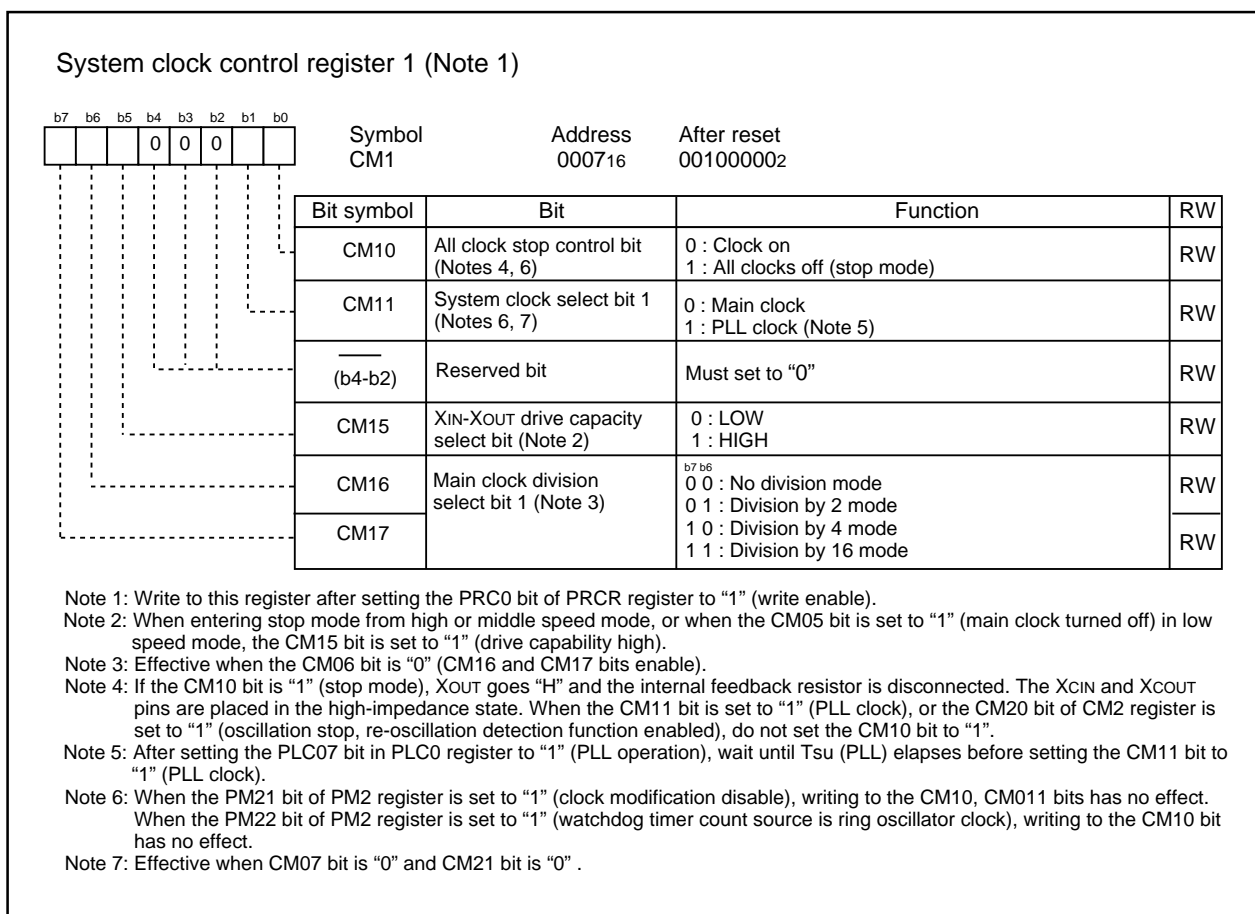 System clock control register 1 (Note 1)
b7 b6 b5 b4 b3 b2 b1 b0
0 0 0
Symbol Address After reset
CM1 000716 001000002
Bit symbol Bit Function RW
CM10 All clock stop control bit (Notes 4, 6) 0 : Clock on RW
1 : All clocks off (stop mode)
CM11 System clock select bit 1 (Notes 6, 7) 0 : Main clock RW
1 : PLL clock (Note 5)
(b4-b2) Reserved bit Must set to “0” RW
CM15 XIN-XOUT drive capacity select bit (Note 2) 0 : LOW RW
1 : HIGH
CM16 Main clock division select bit 1 (Note 3) b7 b6 RW
0 0 : No division mode
0 1 : Division by 2 mode
CM17 1 0 : Division by 4 mode RW
1 1 : Division by 16 mode
Note 1: Write to this register after setting the PRC0 bit of PRCR register to “1” (write enable).
Note 2: When entering stop mode from high or middle speed mode, or when the CM05 bit is set to “1” (main clock turned off) in low
speed mode, the CM15 bit is set to “1” (drive capability high).
Note 3: Effective when the CM06 bit is “0” (CM16 and CM17 bits enable).
Note 4: If the CM10 bit is “1” (stop mode), XOUT goes “H” and the internal feedback resistor is disconnected. The XCIN and XCOUT
pins are placed in the high-impedance state. When the CM11 bit is set to “1” (PLL clock), or the CM20 bit of CM2 register is
set to “1” (oscillation stop, re-oscillation detection function enabled), do not set the CM10 bit to “1”.
Note 5: After setting the PLC07 bit in PLC0 register to “1” (PLL operation), wait until Tsu (PLL) elapses before setting the CM11 bit to
“1” (PLL clock).
Note 6: When the PM21 bit of PM2 register is set to “1” (clock modification disable), writing to the CM10, CM011 bits has no effect.
When the PM22 bit of PM2 register is set to “1” (watchdog timer count source is ring oscillator clock), writing to the CM10 bit
has no effect.
Note 7: Effective when CM07 bit is “0” and CM21 bit is “0” .